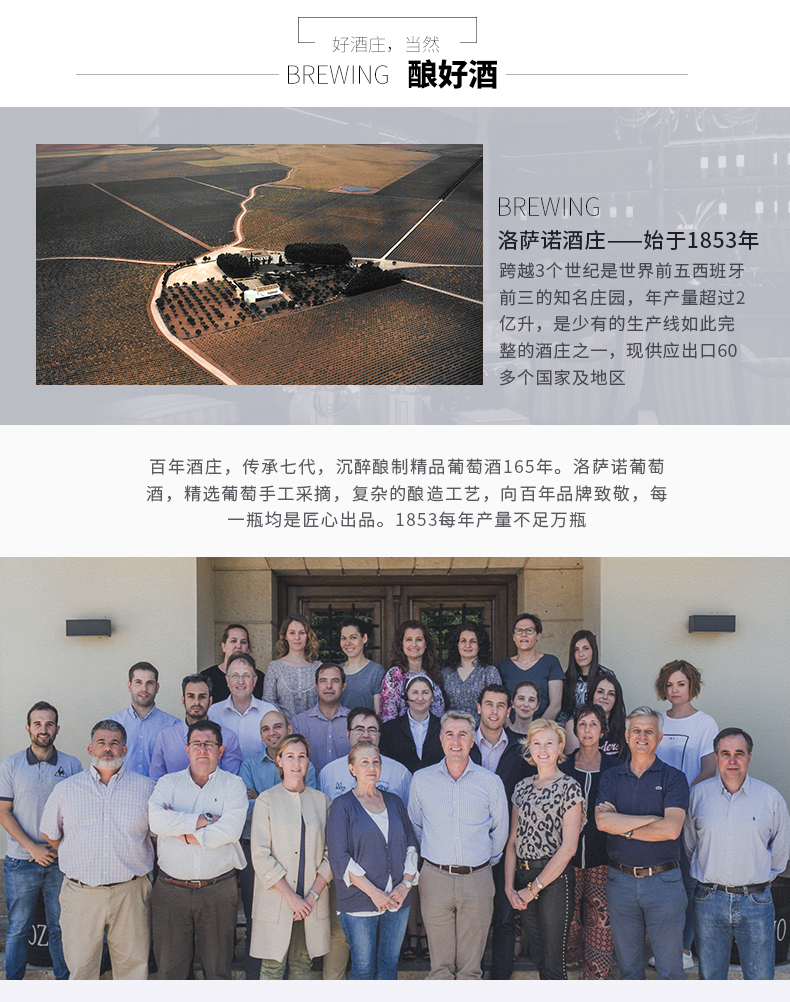 好酒庄，当然
BREWING 酿好酒
BREWING
洛萨诺酒庄——始于1853年
跨越3个世纪是世界前五西班牙
前三的知名庄园，年产量超过2
亿升，是少有的生产线如此完
整的酒庄之一，现供应出口60
多个国家及地区
百年酒庄，传承七代，沉醉酿制精品葡萄酒165年。洛萨诺葡萄
酒，精选葡萄手工采摘，复杂的酿造工艺，向百年品牌致敬，每
一瓶均是匠心出品。1853每年产量不足万瓶